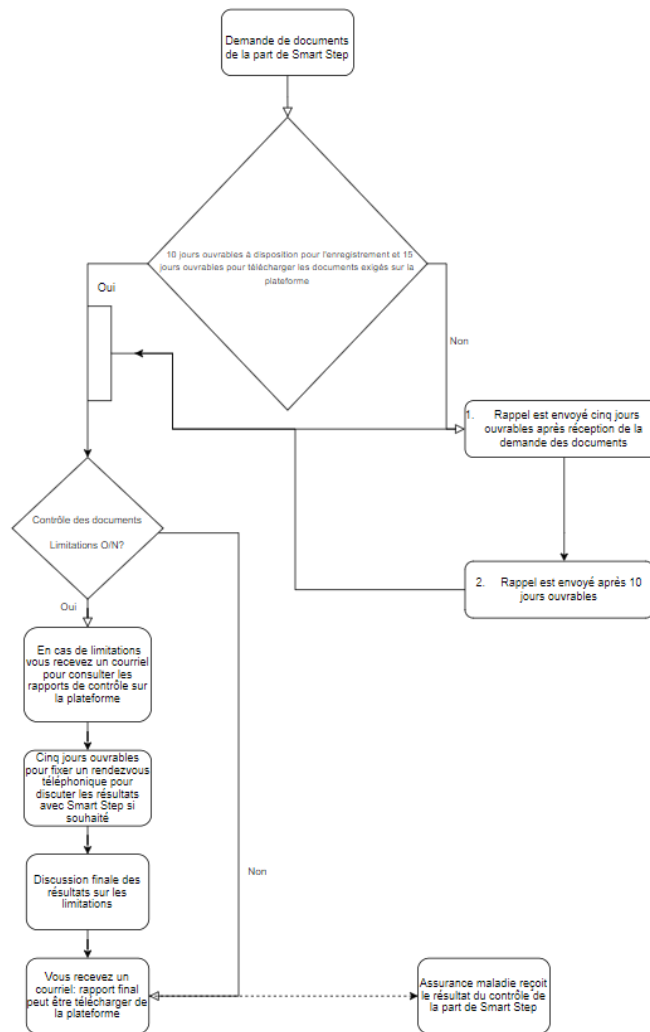 Demande de documents
de la part de Smart Step
10 jours ouvrables à disposition pour l'enregistrement et 15
jours ouvrables pour télécharger les documents exigés sur la
plateforme
Oui
Non
1. Rappel est envoyé cinq jours
ouvrables après réception de la
demande des documents
2. Rappel est envoyé après 10
jours ouvrables
Contrôle des documents
Limitations O/N?
Oui
En cas de limitations
vous recevez un courriel
pour consulter les
rapports de contrôle sur
la plateforme
Cinq jours ouvrables
pour fixer un rendezvous
téléphonique pour
discuter les résultats
avec Smart Step si
souhaité
Discussion finale des
résultats sur les
limitations
Non
Vous recevez un
courriel: rapport final
peut être télécharger de
la plateforme
Assurance maladie reçoit
le résultat du contrôle de
la part de Smart Step